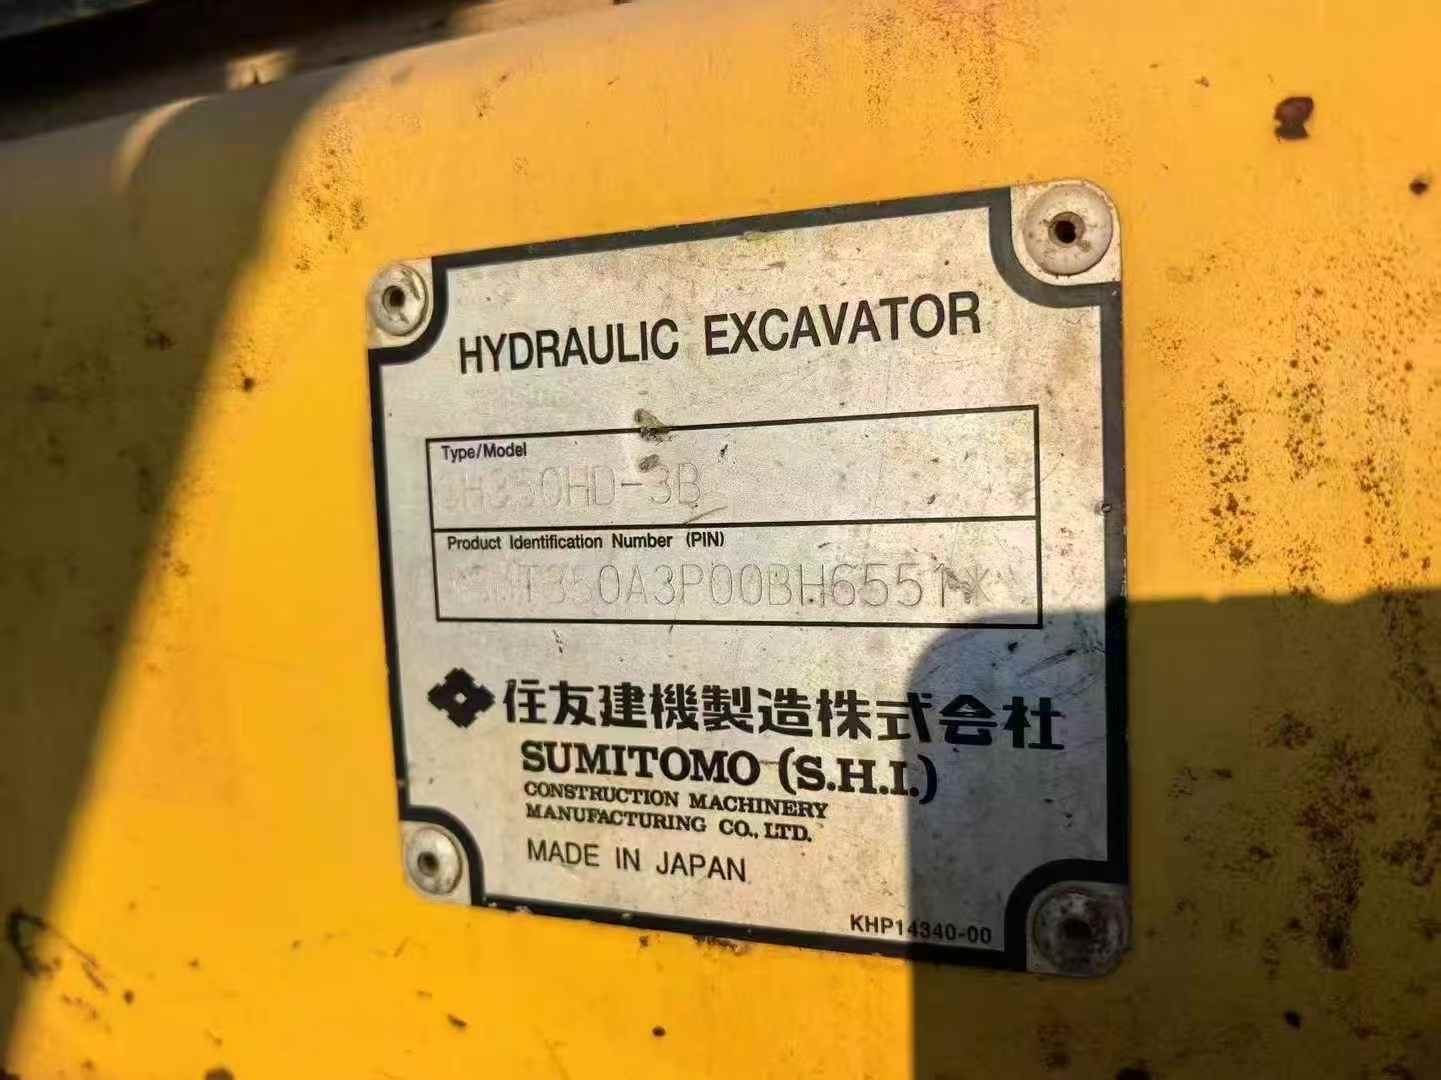 HYDRAULIC EXCAVATOR
Type/Model
SH350HD-3B
Product Identification Number (PIN)
住友建機製造株式会社
SUMITOMO (S.H.I.)
CONSTRUCTION MACHINERY
MANUFACTURING CO., LTD.
MADE IN JAPAN
KHP14340-00